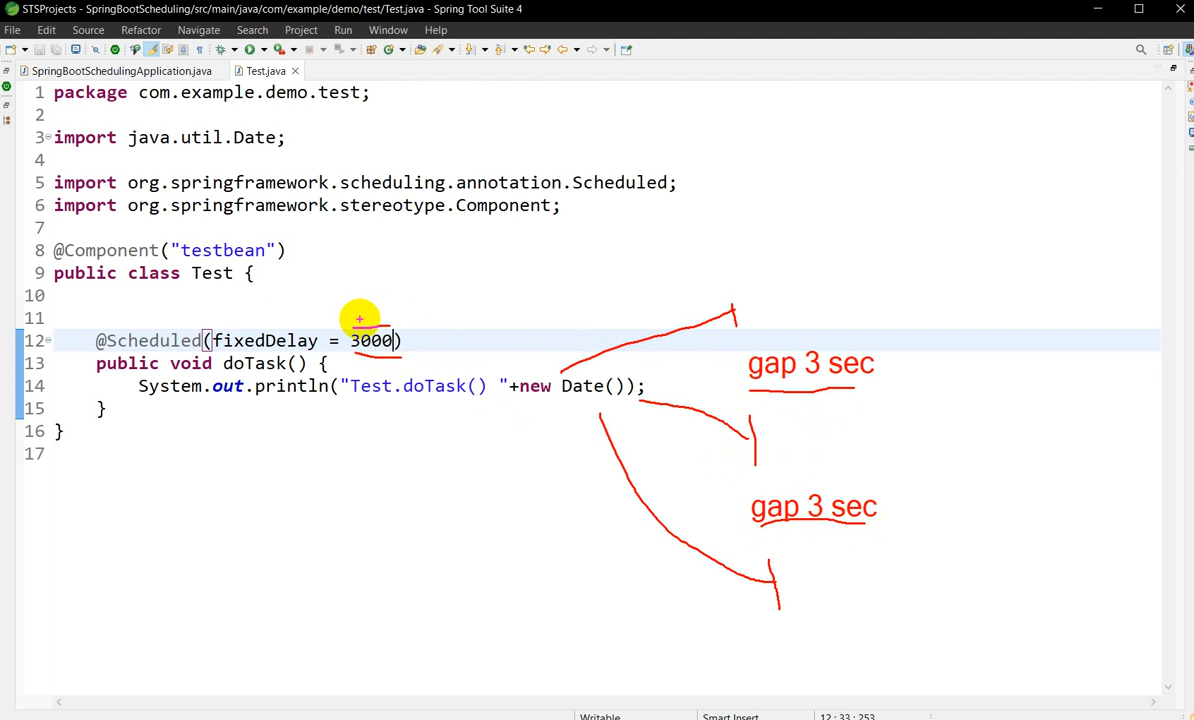 STSProjects - SpringBootScheduling/src/main/java/com/example/demo/test/Test.java - Spring Tool Suite 4
File Edit Source Refactor Navigate Search Project Run Window Help
SpringBootSchedulingApplication.java Test.java
1 package com.example.demo.test;
2
3 import java.util.Date;
4
5 import org.springframework.scheduling.annotation.Scheduled;
6 import org.springframework.stereotype.Component;
7
8 @Component("testbean")
9 public class Test {
10
11
12 @Scheduled(fixedDelay = 3000)
13 public void doTask() {
gap 3 sec
14 System.out.println("Test.doTask() "+new Date());
15 }
16 }
17
gap 3 sec
Writable Smart Insert 12 : 33 : 253